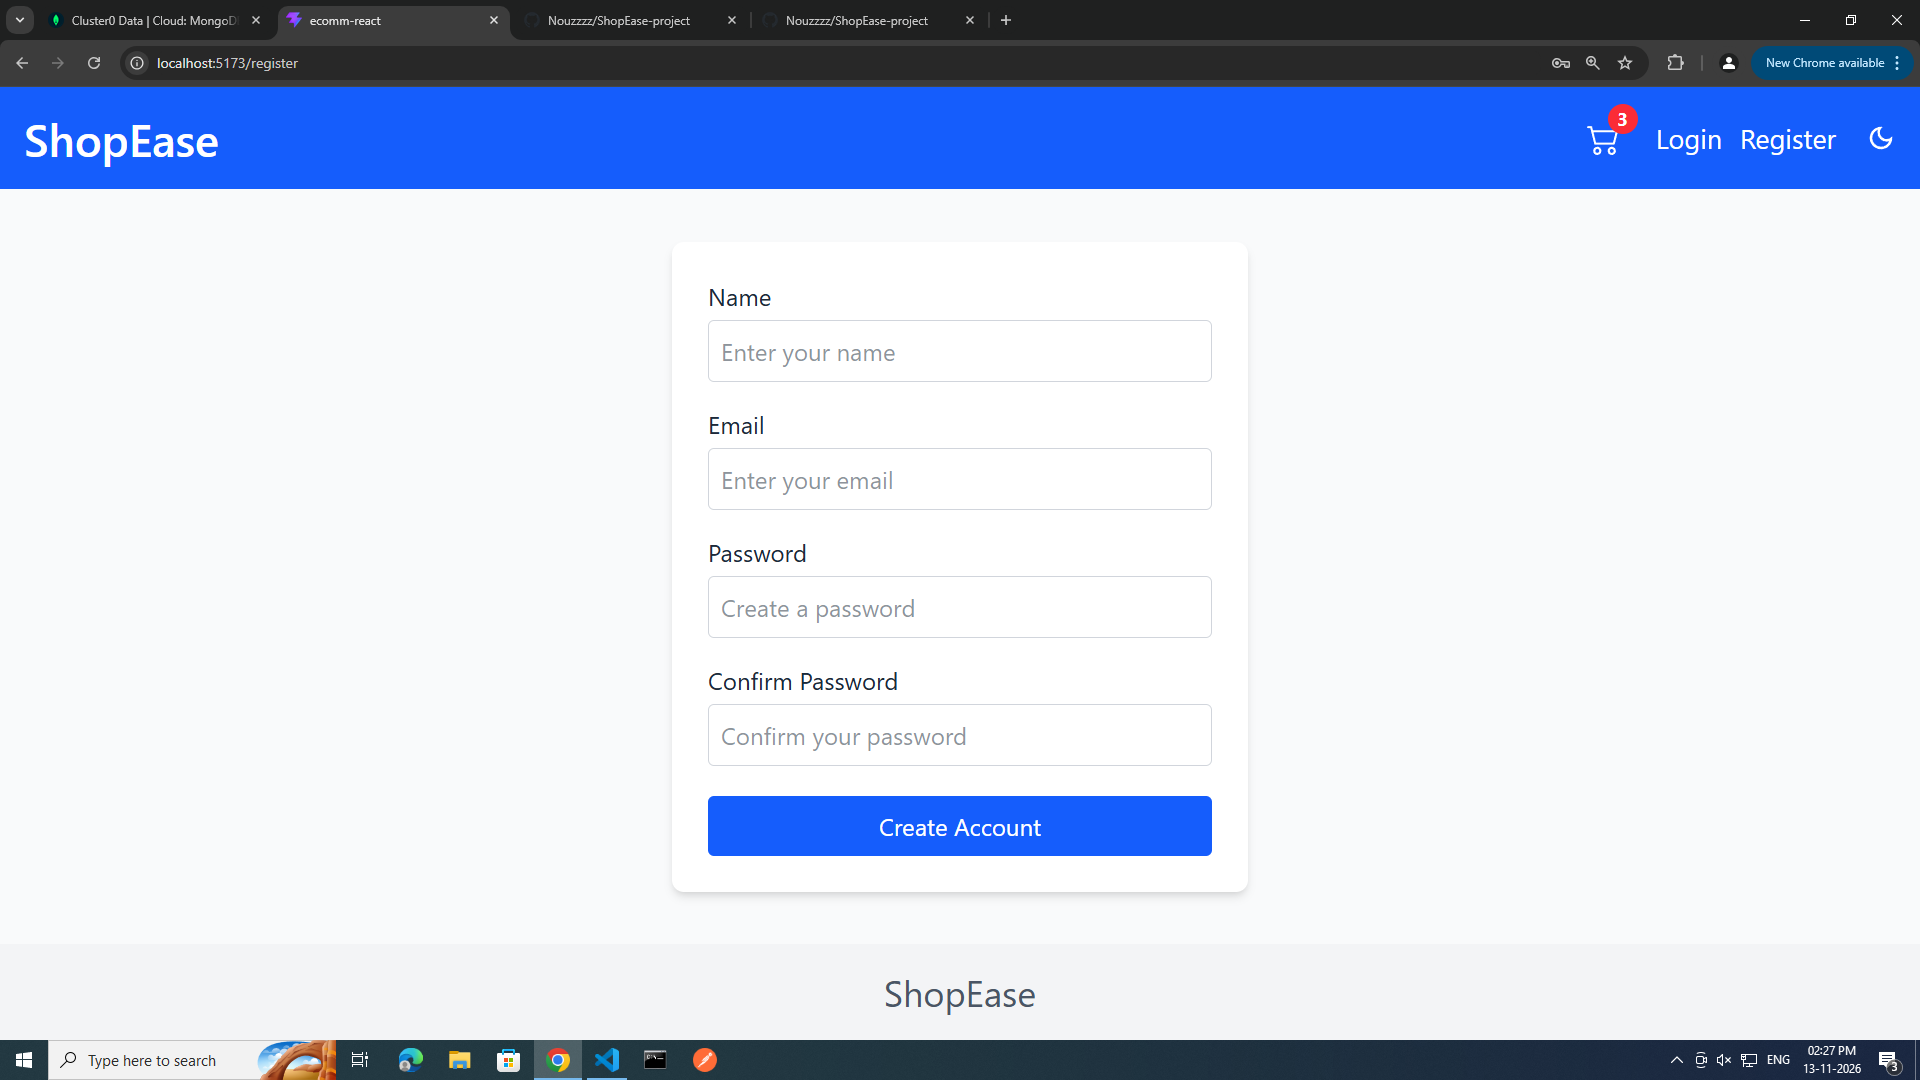 Cluster0 Data | Cloud: MongoD
ecomm-react
Nouzzzz/ShopEase-project
Nouzzzz/ShopEase-project
localhost:5173/register
New Chrome available
ShopEase
3
Login
Register
Name
Enter your name
Email
Enter your email
Password
Create a password
Confirm Password
Confirm your password
Create Account
ShopEase
Type here to search
ENG
02:27 PM
13-11-2026
3